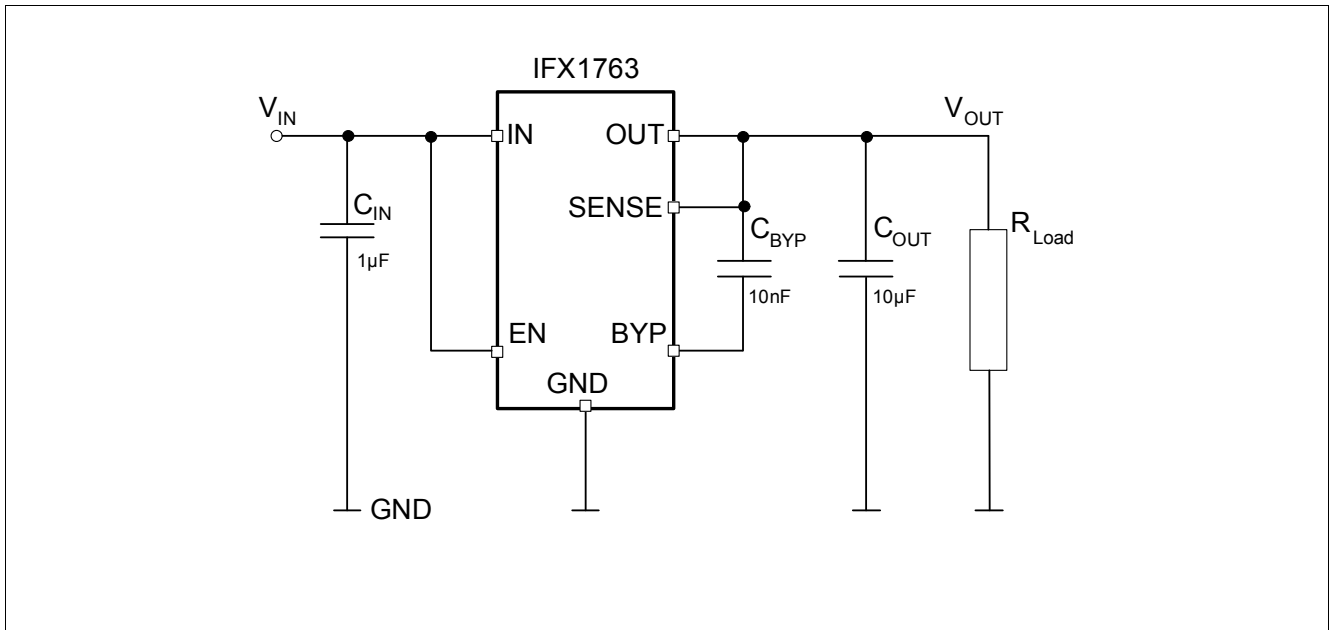 IFX1763
VIN
VOUT
IN
OUT
SENSE
CIN
1µF
CBYP
10nF
COUT
10µF
RLoad
EN
BYP
GND
GND